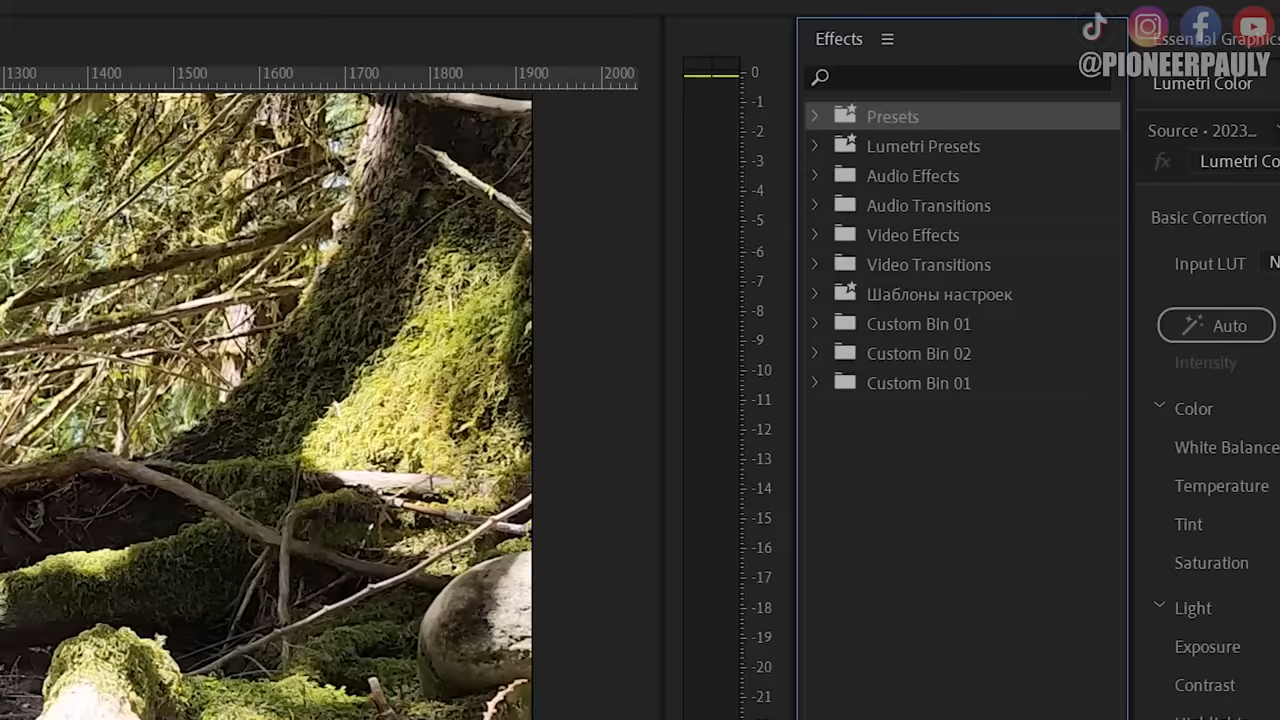 1300 1400 1500 1600 1700 1800 1900 2000
0
-1
-2
-3
-4
-5
-6
-7
-8
-9
-10
-11
-12
-13
-14
-15
-16
-17
-18
-19
-20
-21
Effects
Presets
Lumetri Presets
Audio Effects
Audio Transitions
Video Effects
Video Transitions
Шаблоны настроек
Custom Bin 01
Custom Bin 02
Custom Bin 01
Essential Graphics
@PIONEERPAULY
Lumetri Color
Source • 2023...
fx Lumetri Co
Basic Correction
Input LUT N
Auto
Intensity
Color
White Balance
Temperature
Tint
Saturation
Light
Exposure
Contrast